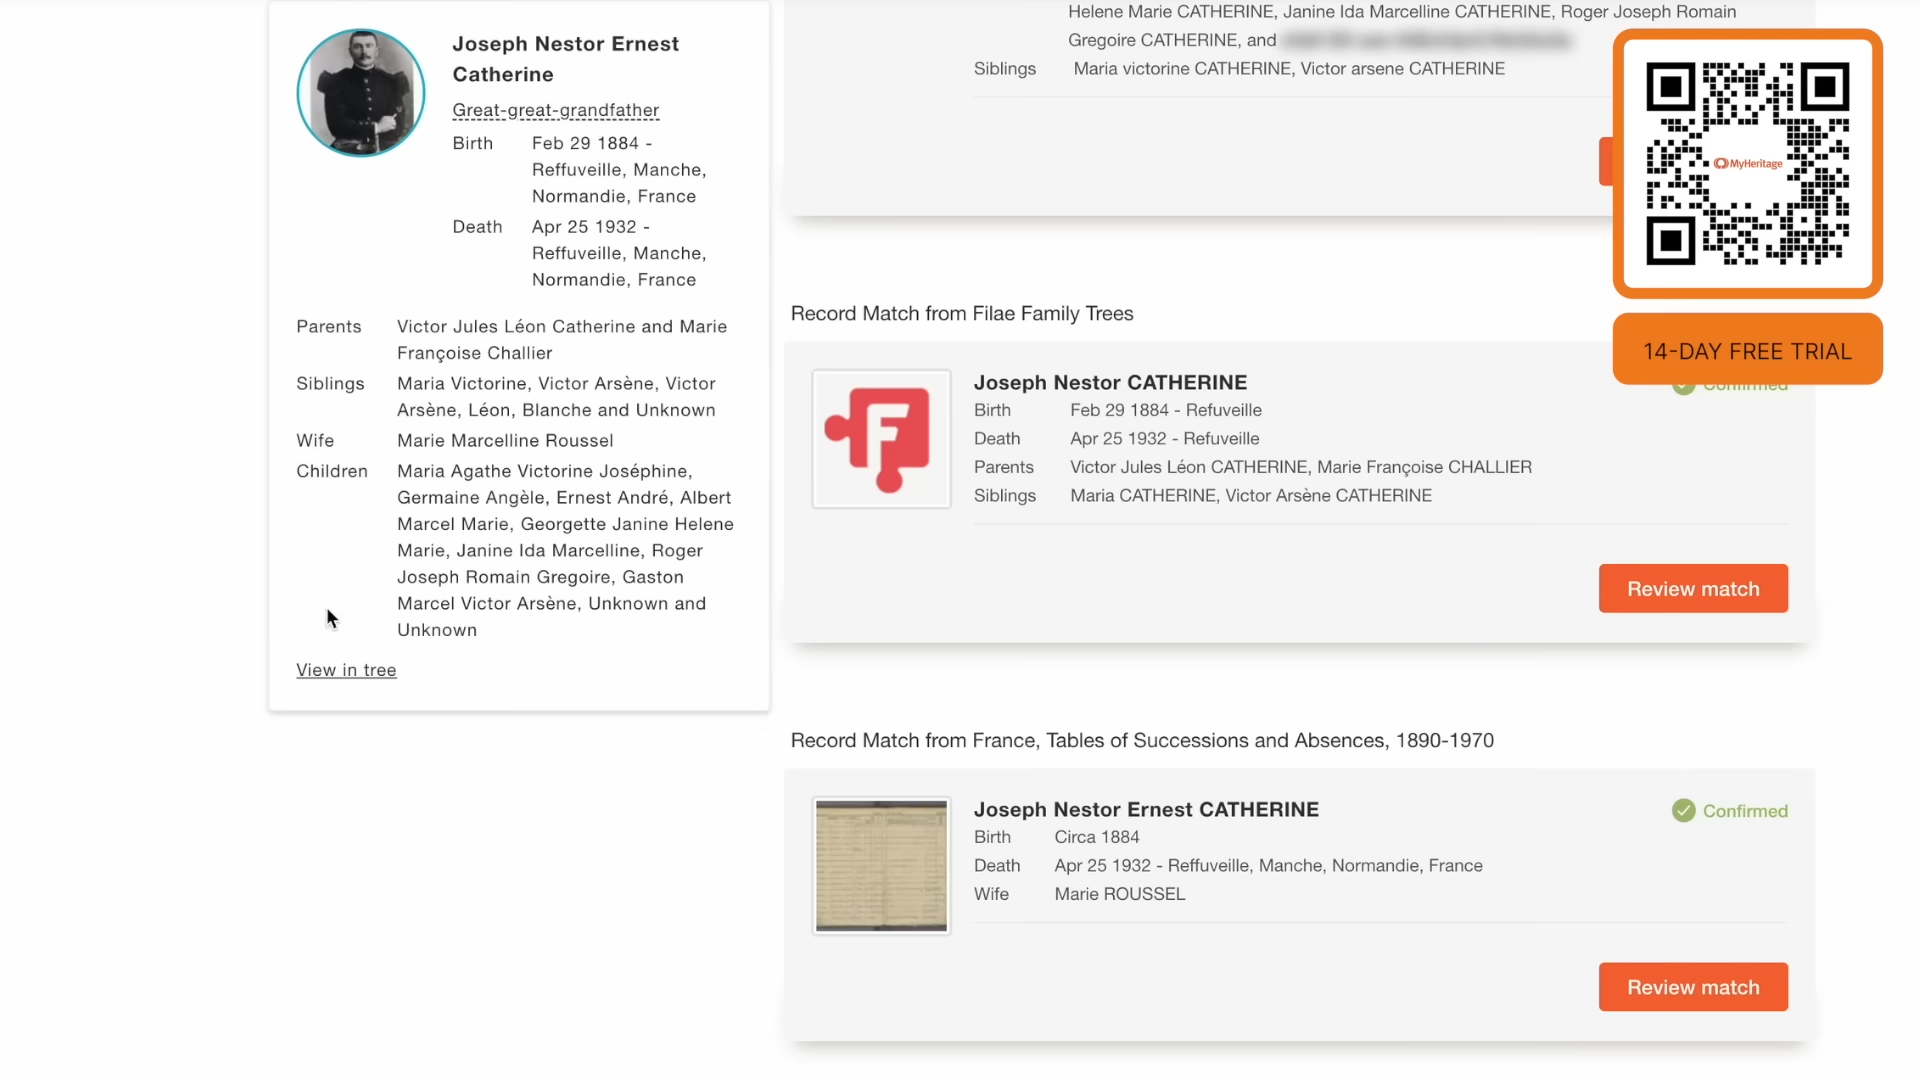 Joseph Nestor Ernest
Catherine
Great-great-grandfather
Birth Feb 29 1884 -
Reffuveille, Manche,
Normandie, France
Death Apr 25 1932 -
Reffuveille, Manche,
Normandie, France
Parents Victor Jules Léon Catherine and Marie
Françoise Challier
Siblings Maria Victorine, Victor Arsène, Victor
Arsène, Léon, Blanche and Unknown
Wife Marie Marcelline Roussel
Children Maria Agathe Victorine Joséphine,
Germaine Angèle, Ernest André, Albert
Marcel Marie, Georgette Janine Helene
Marie, Janine Ida Marcelline, Roger
Joseph Romain Gregoire, Gaston
Marcel Victor Arsène, Unknown and
Unknown
View in tree
Helene Marie CATHERINE, Janine Ida Marcelline CATHERINE, Roger Joseph Romain
Gregoire CATHERINE, and
Siblings Maria victorine CATHERINE, Victor arsene CATHERINE
MyHeritage
14-DAY FREE TRIAL
Record Match from Filae Family Trees
Joseph Nestor CATHERINE
Confirmed
Birth Feb 29 1884 - Refuveille
Death Apr 25 1932 - Refuveille
Parents Victor Jules Léon CATHERINE, Marie Françoise CHALLIER
Siblings Maria CATHERINE, Victor Arsène CATHERINE
Review match
Record Match from France, Tables of Successions and Absences, 1890-1970
Joseph Nestor Ernest CATHERINE
Confirmed
Birth Circa 1884
Death Apr 25 1932 - Reffuveille, Manche, Normandie, France
Wife Marie ROUSSEL
Review match